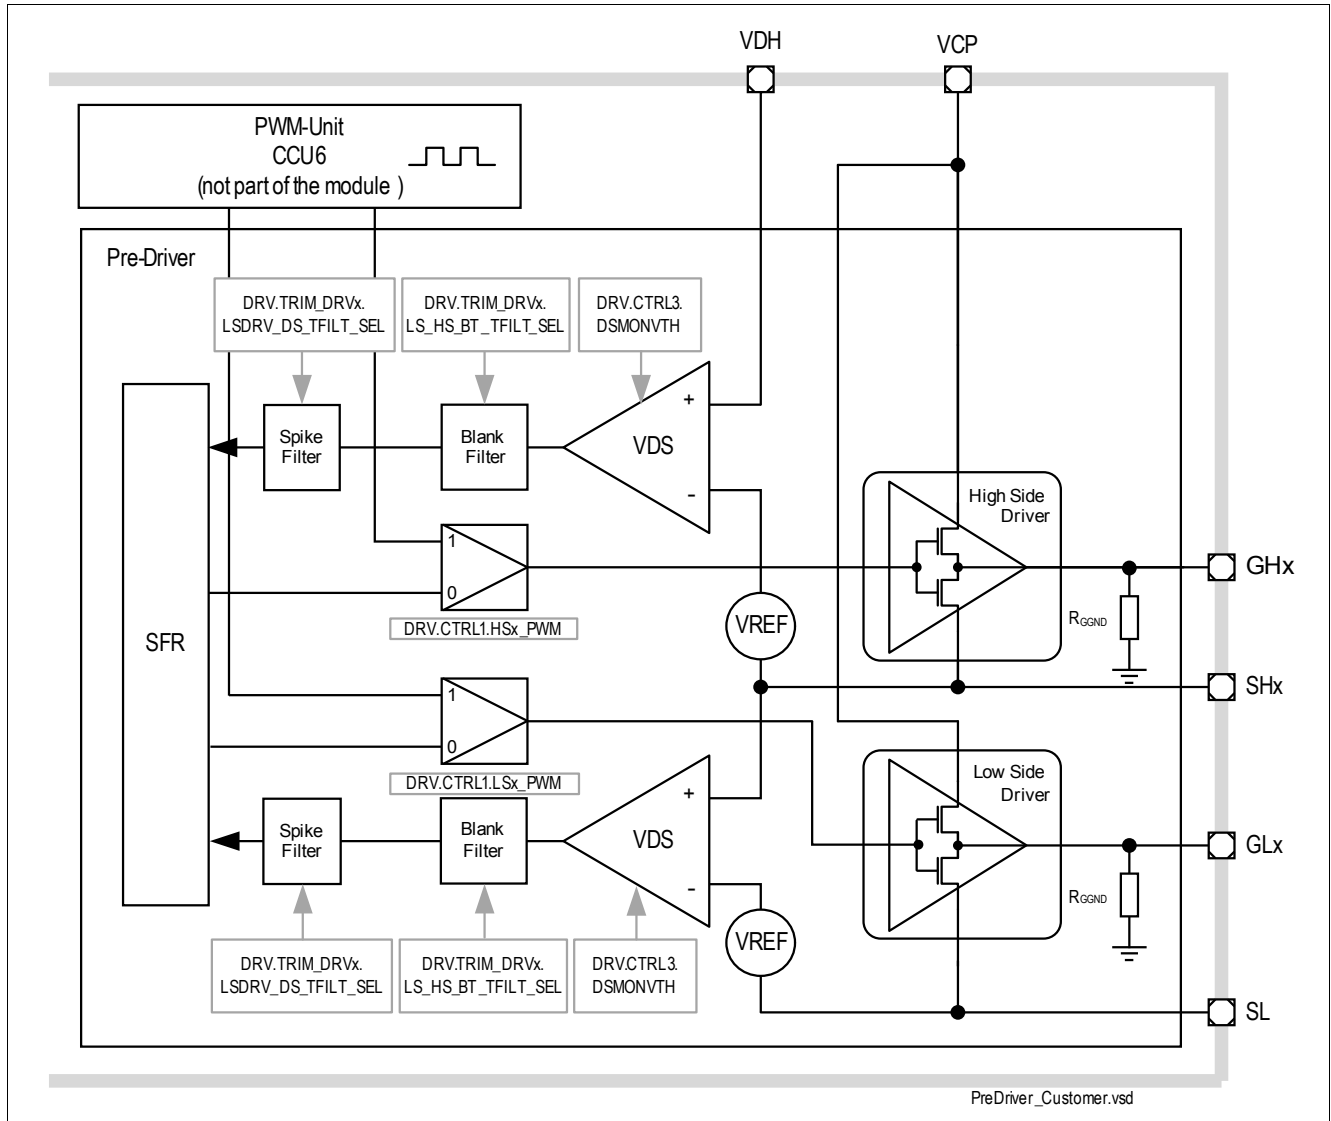 VDH
VCP
PWM-Unit
CCU6
(not part of the module )
Pre-Driver
DRV.TRIM_DRVx.
LSDRV_DS_TFILT_SEL
DRV.TRIM_DRVx.
LS_HS_BT_TFILT_SEL
DRV.CTRL3.
DSMONVTH
Spike
Filter
Blank
Filter
VDS
+
-
High Side
Driver
1
0
DRV.CTRL1.HSx_PWM
VREF
RGGND
GHx
SFR
SHx
1
0
DRV.CTRL1.LSx_PWM
Low Side
Driver
Spike
Filter
Blank
Filter
VDS
+
-
GLx
RGGND
VREF
DRV.TRIM_DRVx.
LSDRV_DS_TFILT_SEL
DRV.TRIM_DRVx.
LS_HS_BT_TFILT_SEL
DRV.CTRL3.
DSMONVTH
SL
PreDriver_Customer.vsd